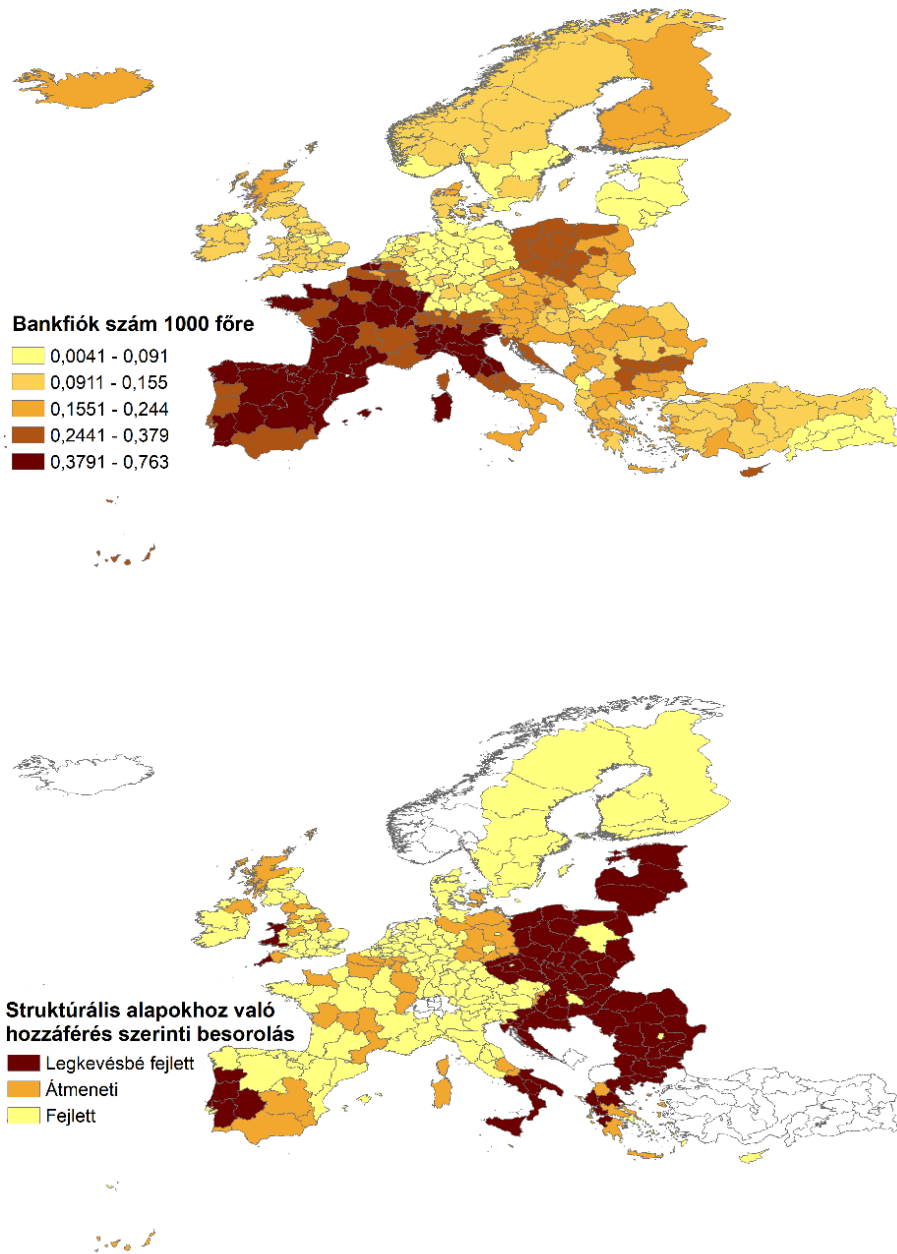 Bankfiók szám 1000 főre
0,0041 - 0,091
0,0911 - 0,155
0,1551 - 0,244
0,2441 - 0,379
0,3791 - 0,763
Struktúrális alapokhoz való
hozzáférés szerinti besorolás
Legkevésbé fejlett
Átmeneti
Fejlett